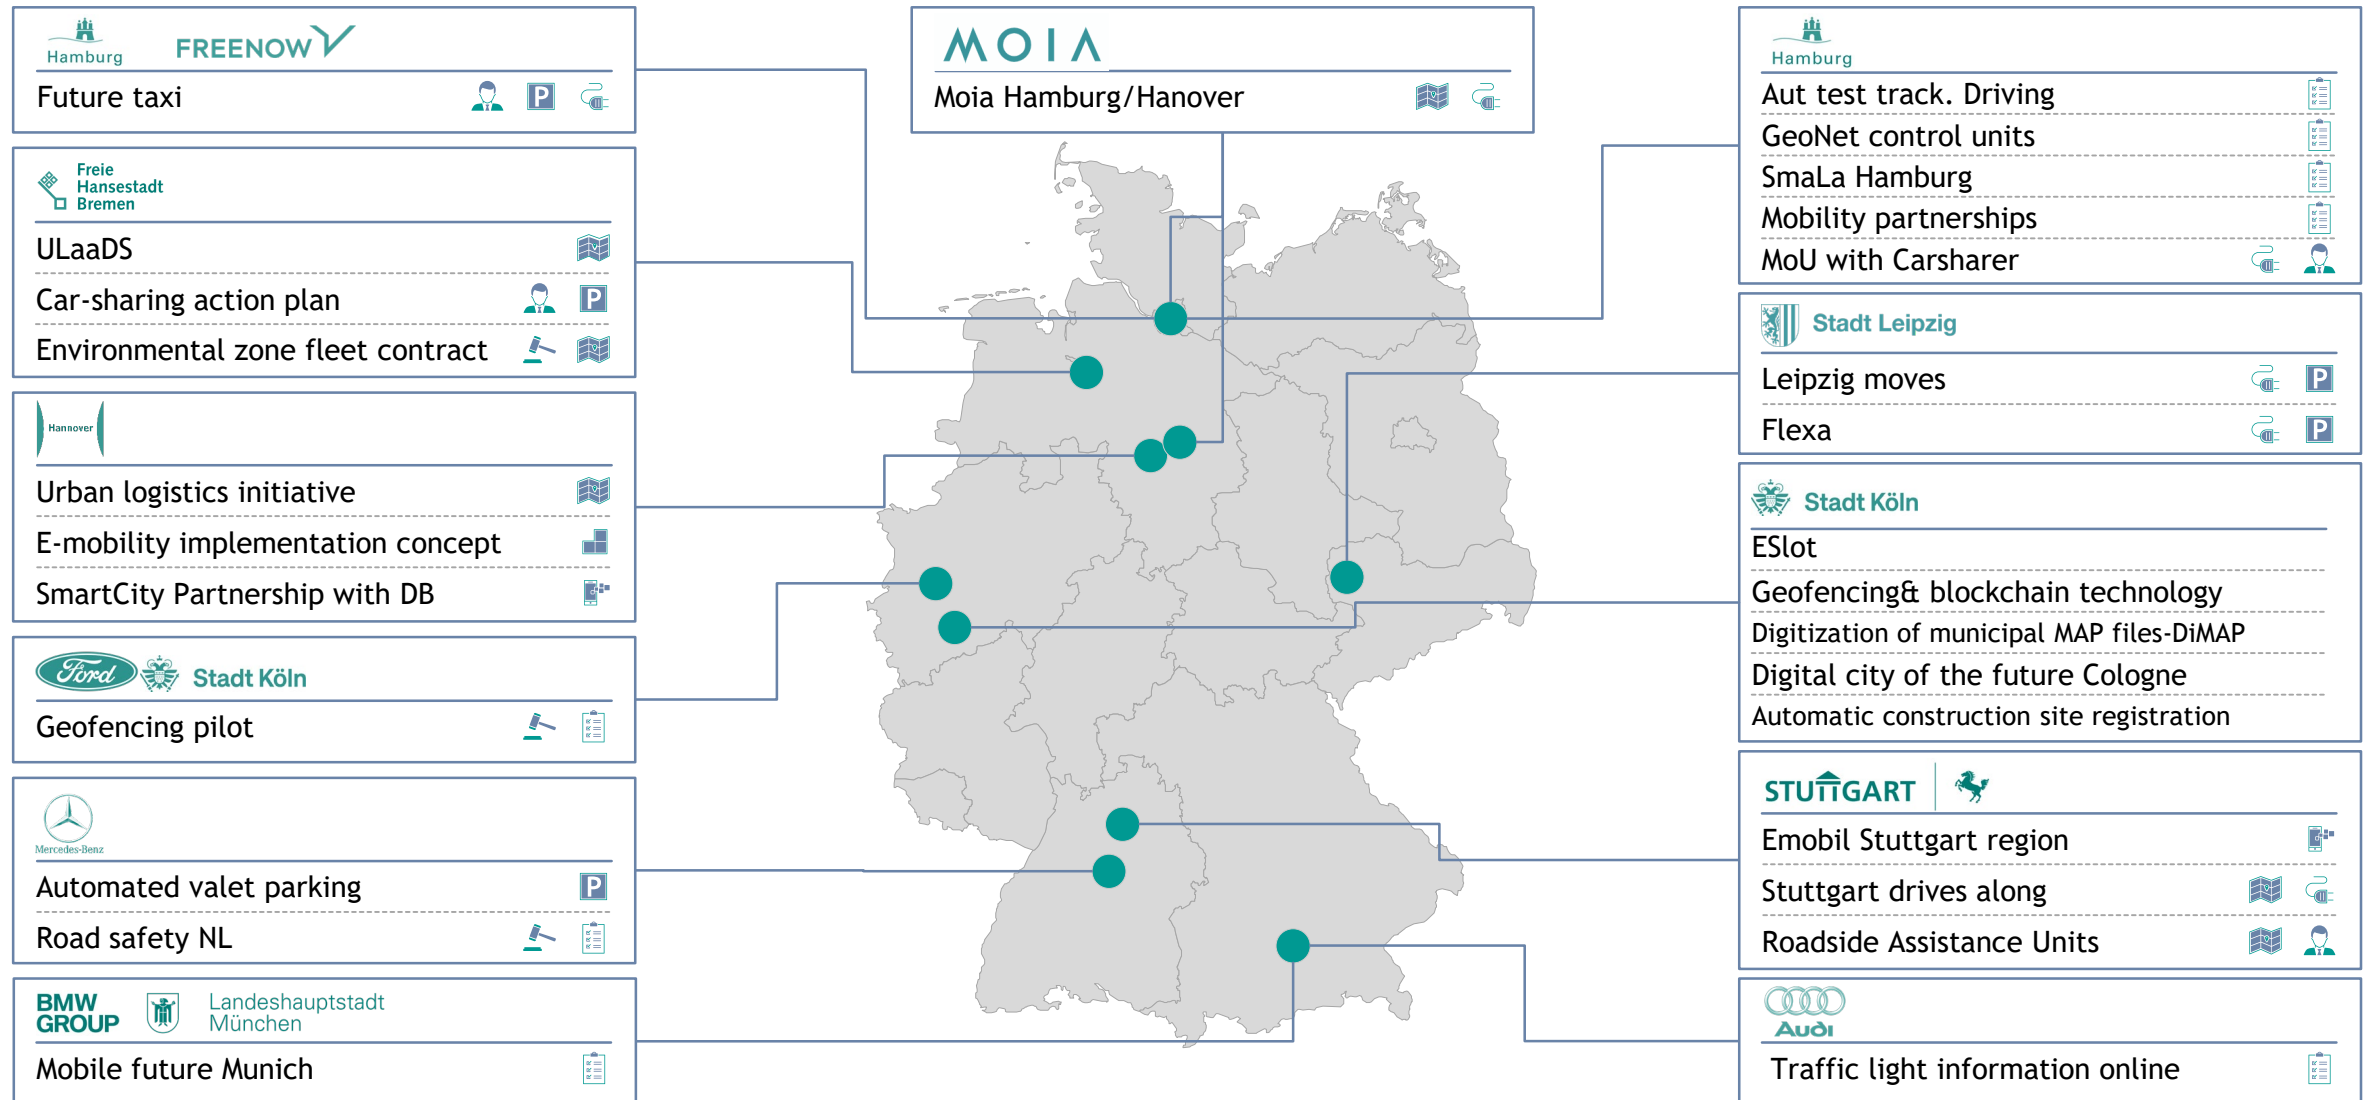 Hamburg
FREENOW
Future taxi
P
Freie
Hansestadt
Bremen
ULaaDS
Car-sharing action plan
P
Environmental zone fleet contract
Hannover
Urban logistics initiative
E-mobility implementation concept
SmartCity Partnership with DB
Ford
Stadt Köln
Geofencing pilot
Mercedes-Benz
Automated valet parking
P
Road safety NL
BMW
GROUP
Landeshauptstadt
München
Mobile future Munich
MOIA
Moia Hamburg/Hanover
Hamburg
Aut test track. Driving
GeoNet control units
SmaLa Hamburg
Mobility partnerships
MoU with Carsharer
Stadt Leipzig
Leipzig moves
P
Flexa
P
Stadt Köln
ESlot
Geofencing& blockchain technology
Digitization of municipal MAP files-DiMAP
Digital city of the future Cologne
Automatic construction site registration
STUTTGART
Emobil Stuttgart region
Stuttgart drives along
Roadside Assistance Units
Audi
Traffic light information online